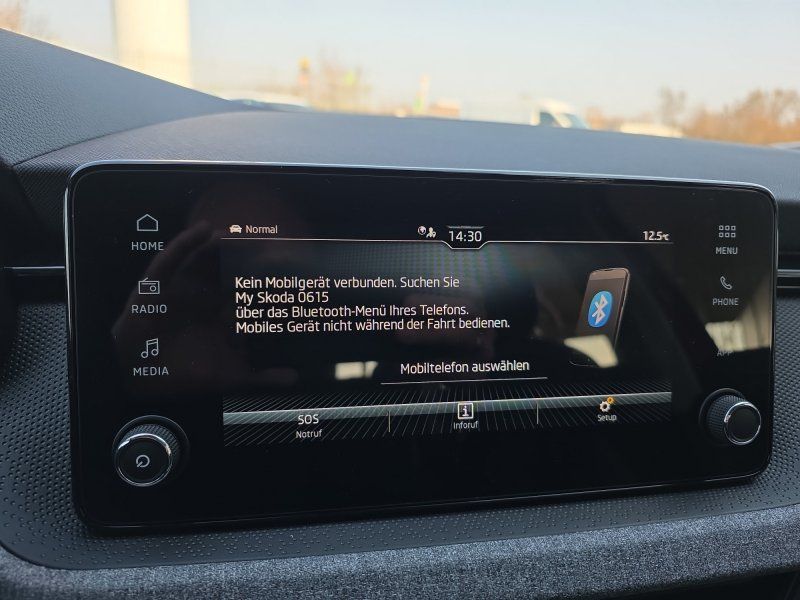 Normal
14:30
12.5°C
HOME
MENU
Kein Mobilgerät verbunden. Suchen Sie
My Skoda 0615
über das Bluetooth-Menü Ihres Telefons.
Mobiles Gerät nicht während der Fahrt bedienen.
RADIO
PHONE
MEDIA
APP
Mobiltelefon auswählen
SOS
Notruf
i
Inforuf
Setup